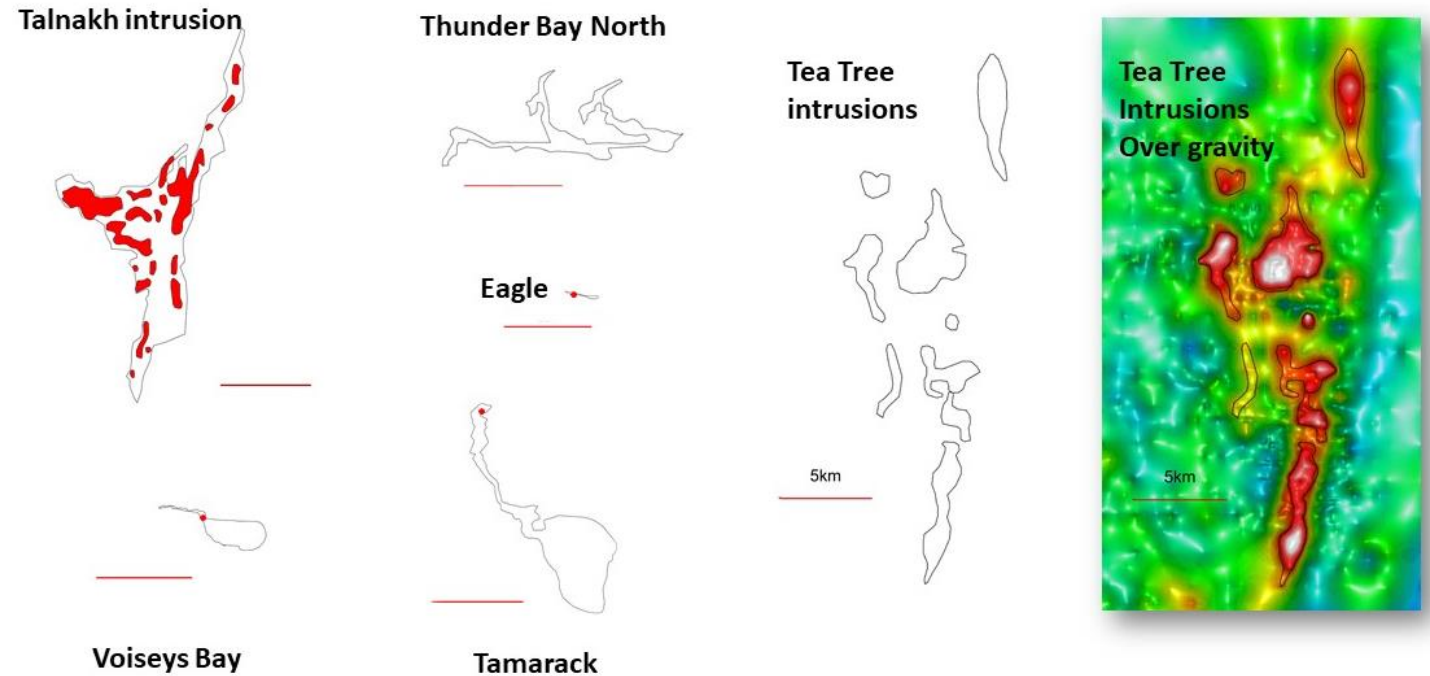 Talnakh intrusion
Thunder Bay North
Tea Tree
intrusions
Tea Tree
Intrusions
Over gravity
Eagle
5km
5km
Voiseys Bay
Tamarack